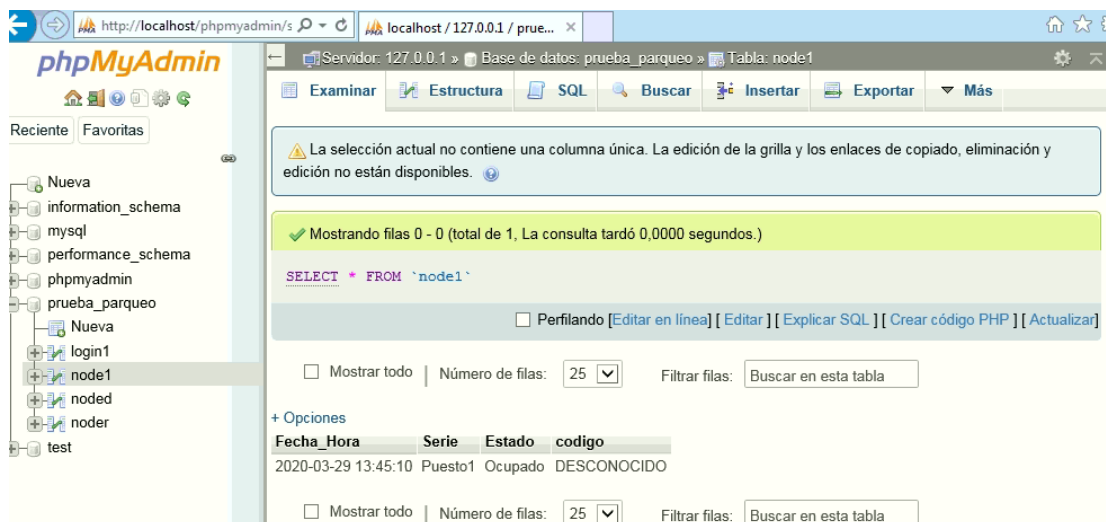 http://localhost/phpmyadmin/s
localhost / 127.0.0.1 / prue...
phpMyAdmin
Reciente Favoritas
Nueva
information_schema
mysql
performance_schema
phpmyadmin
prueba_parqueo
Nueva
login1
node1
noded
noder
test
Servidor: 127.0.0.1 » Base de datos: prueba_parqueo » Tabla: node1
Examinar Estructura SQL Buscar Insertar Exportar Más
La selección actual no contiene una columna única. La edición de la grilla y los enlaces de copiado, eliminación y
edición no están disponibles.
Mostrando filas 0 - 0 (total de 1, La consulta tardó 0,0000 segundos.)
SELECT * FROM `node1`
Perfilando [Editar en línea] [ Editar ] [ Explicar SQL ] [ Crear código PHP ] [ Actualizar]
Mostrar todo | Número de filas: 25 Filtrar filas: Buscar en esta tabla
+ Opciones
Fecha_Hora Serie Estado codigo
2020-03-29 13:45:10 Puesto1 Ocupado DESCONOCIDO
Mostrar todo | Número de filas: 25 Filtrar filas: Buscar en esta tabla